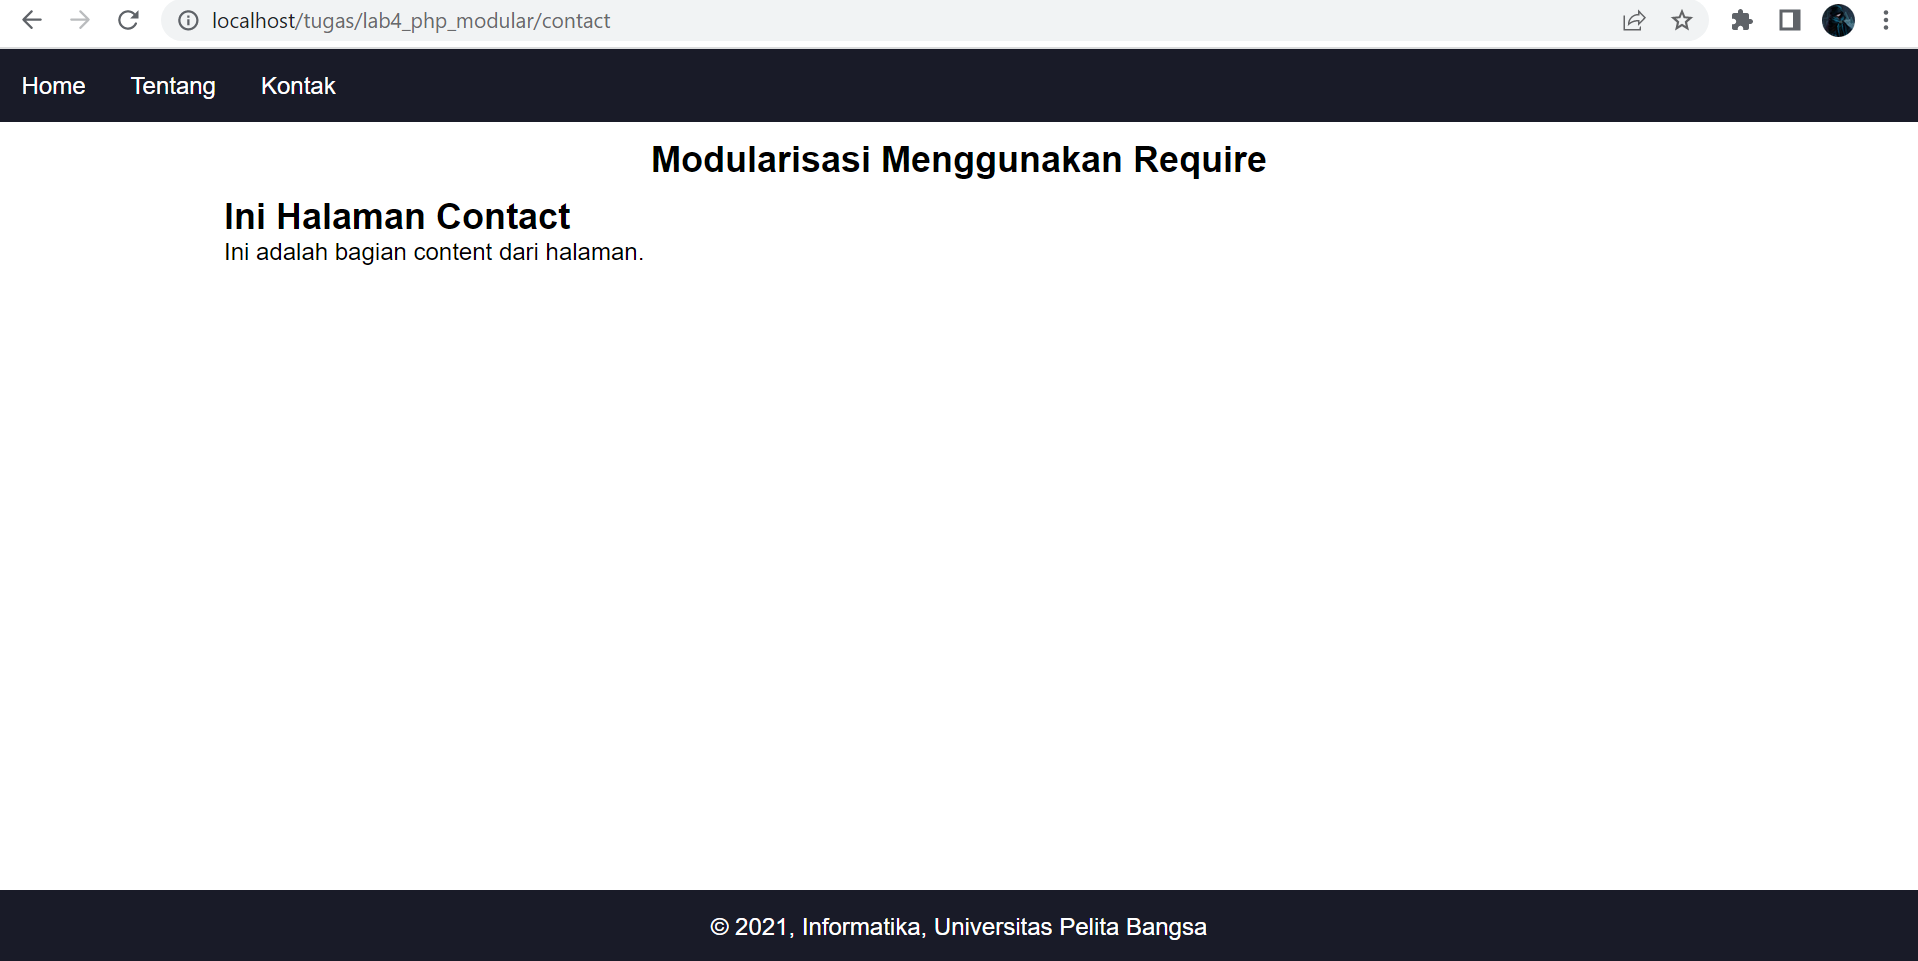 localhost/tugas/lab4_php_modular/contact
Home Tentang Kontak
Modularisasi Menggunakan Require
Ini Halaman Contact
Ini adalah bagian content dari halaman.
© 2021, Informatika, Universitas Pelita Bangsa